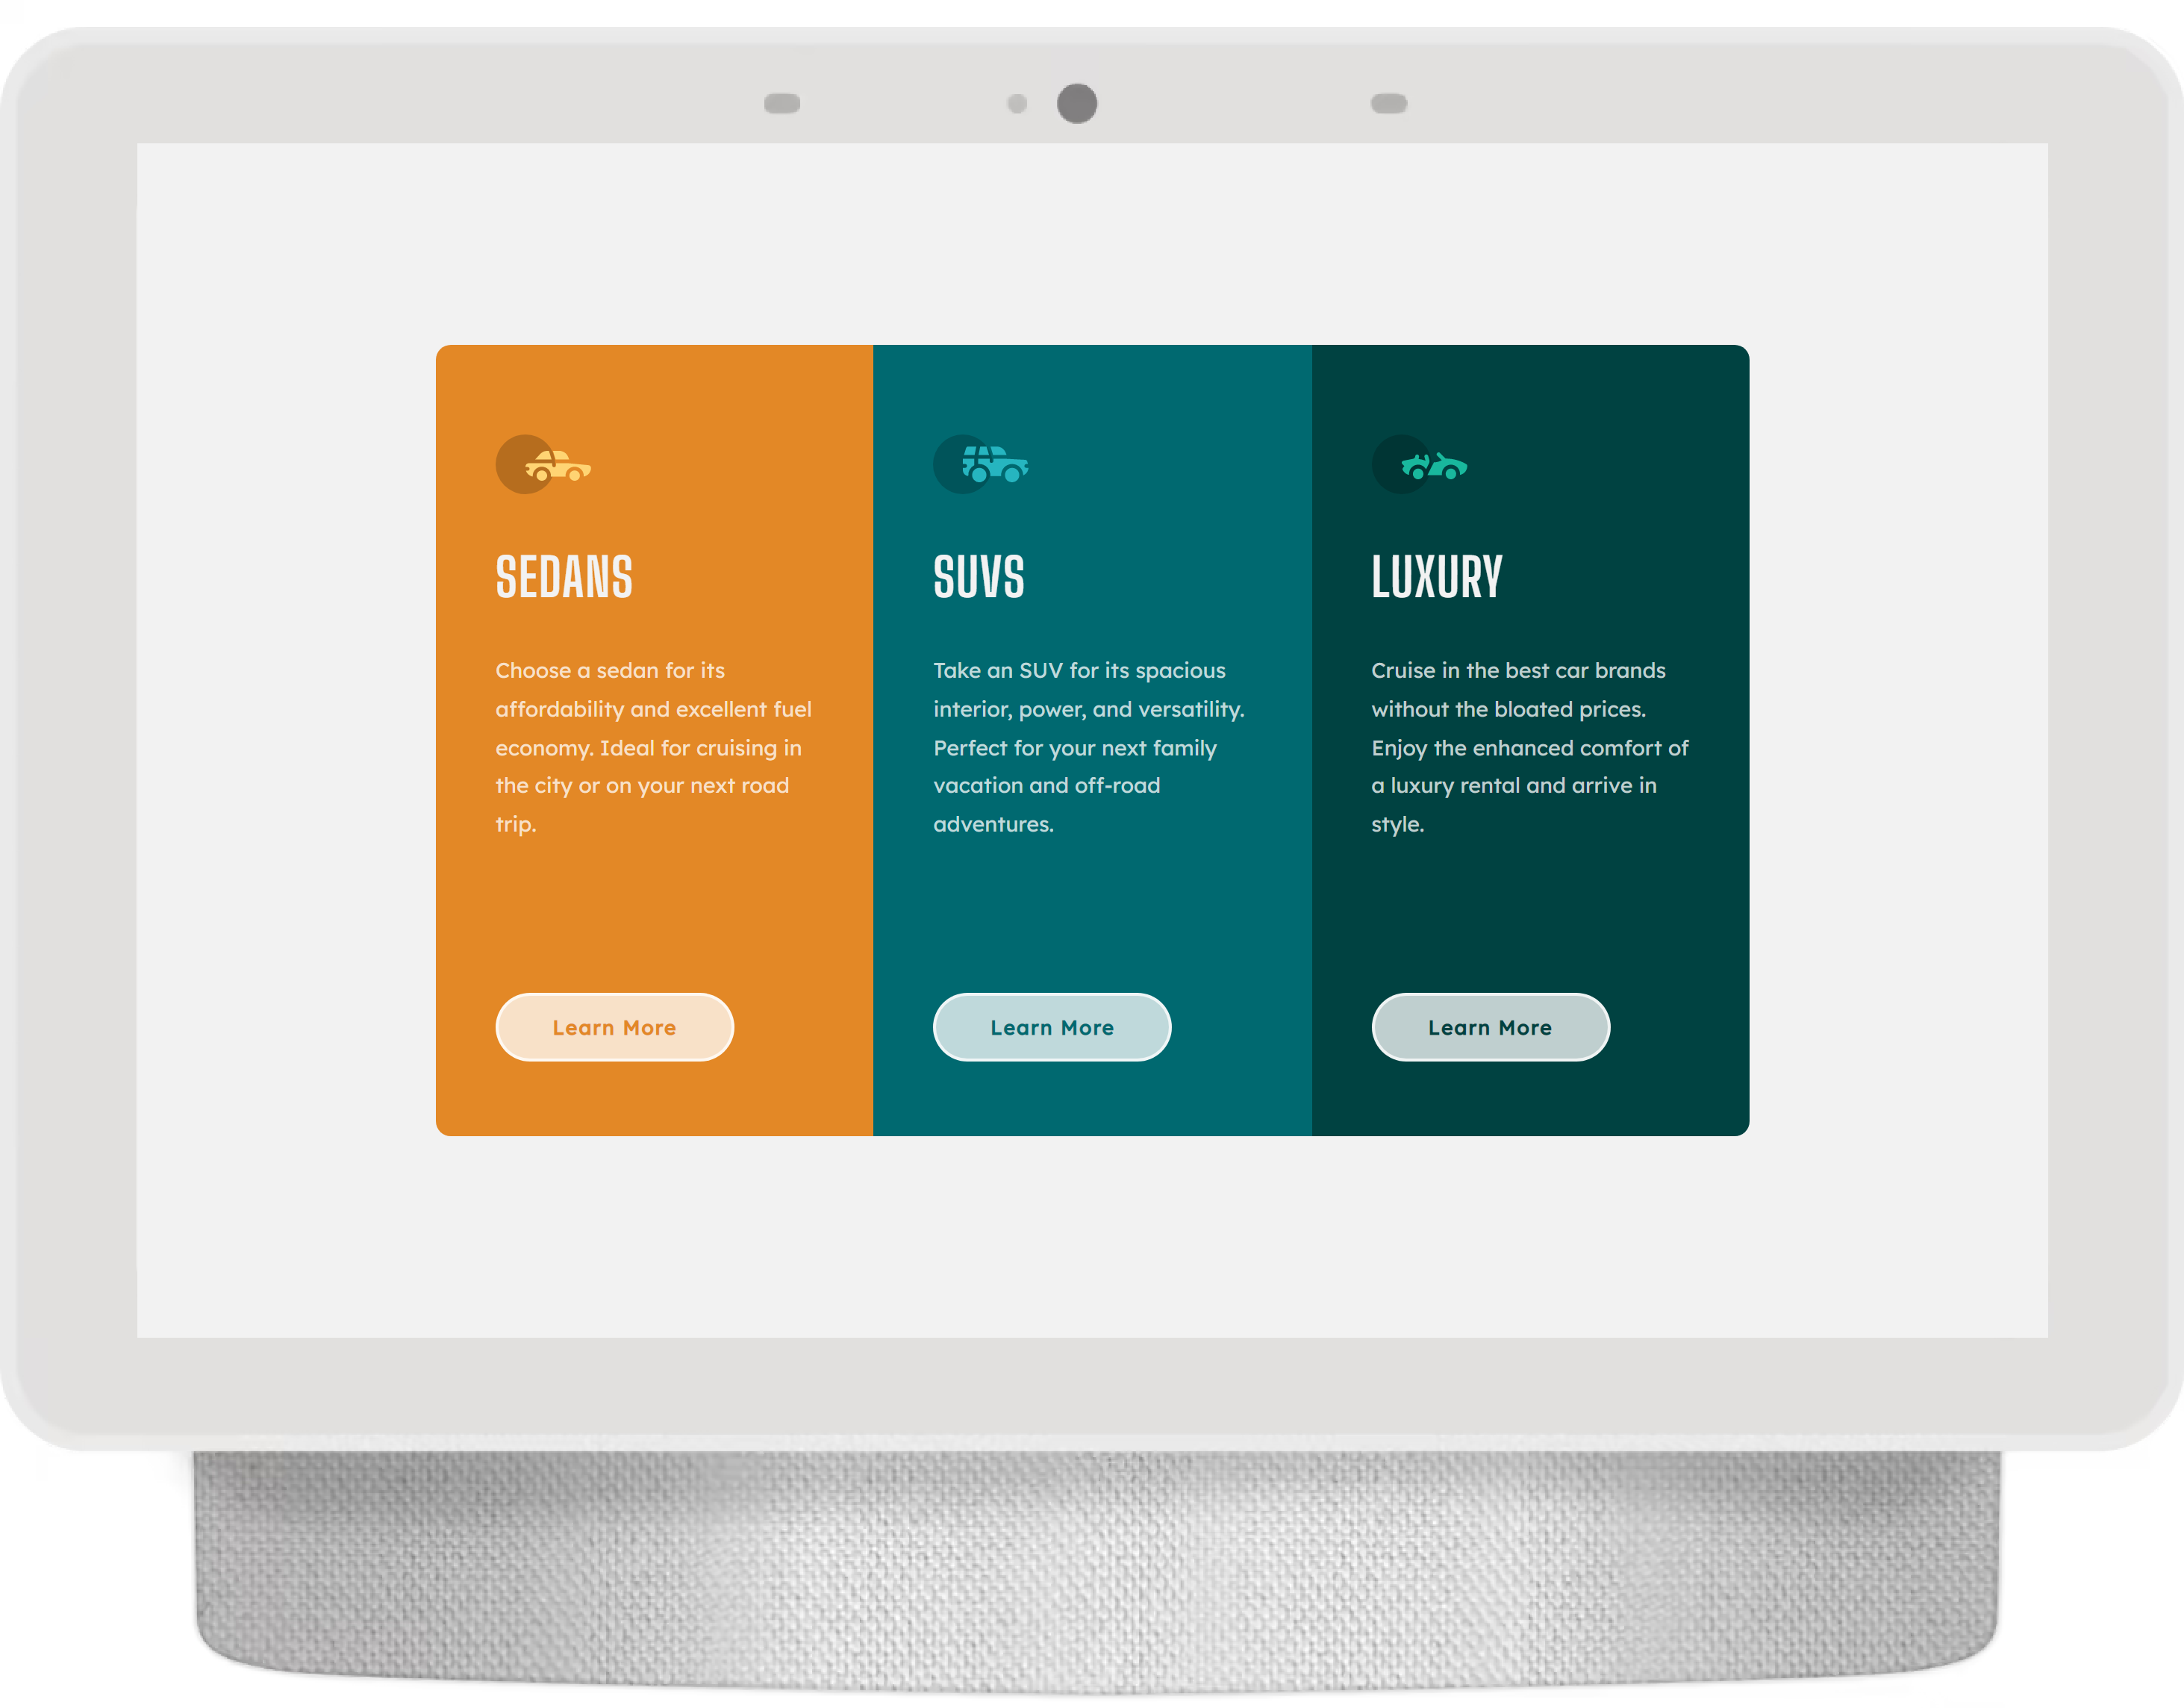 SEDANS
Choose a sedan for its
affordability and excellent fuel
economy. Ideal for cruising in
the city or on your next road
trip.
Learn More
SUVS
Take an SUV for its spacious
interior, power, and versatility.
Perfect for your next family
vacation and off-road
adventures.
Learn More
LUXURY
Cruise in the best car brands
without the bloated prices.
Enjoy the enhanced comfort of
a luxury rental and arrive in
style.
Learn More